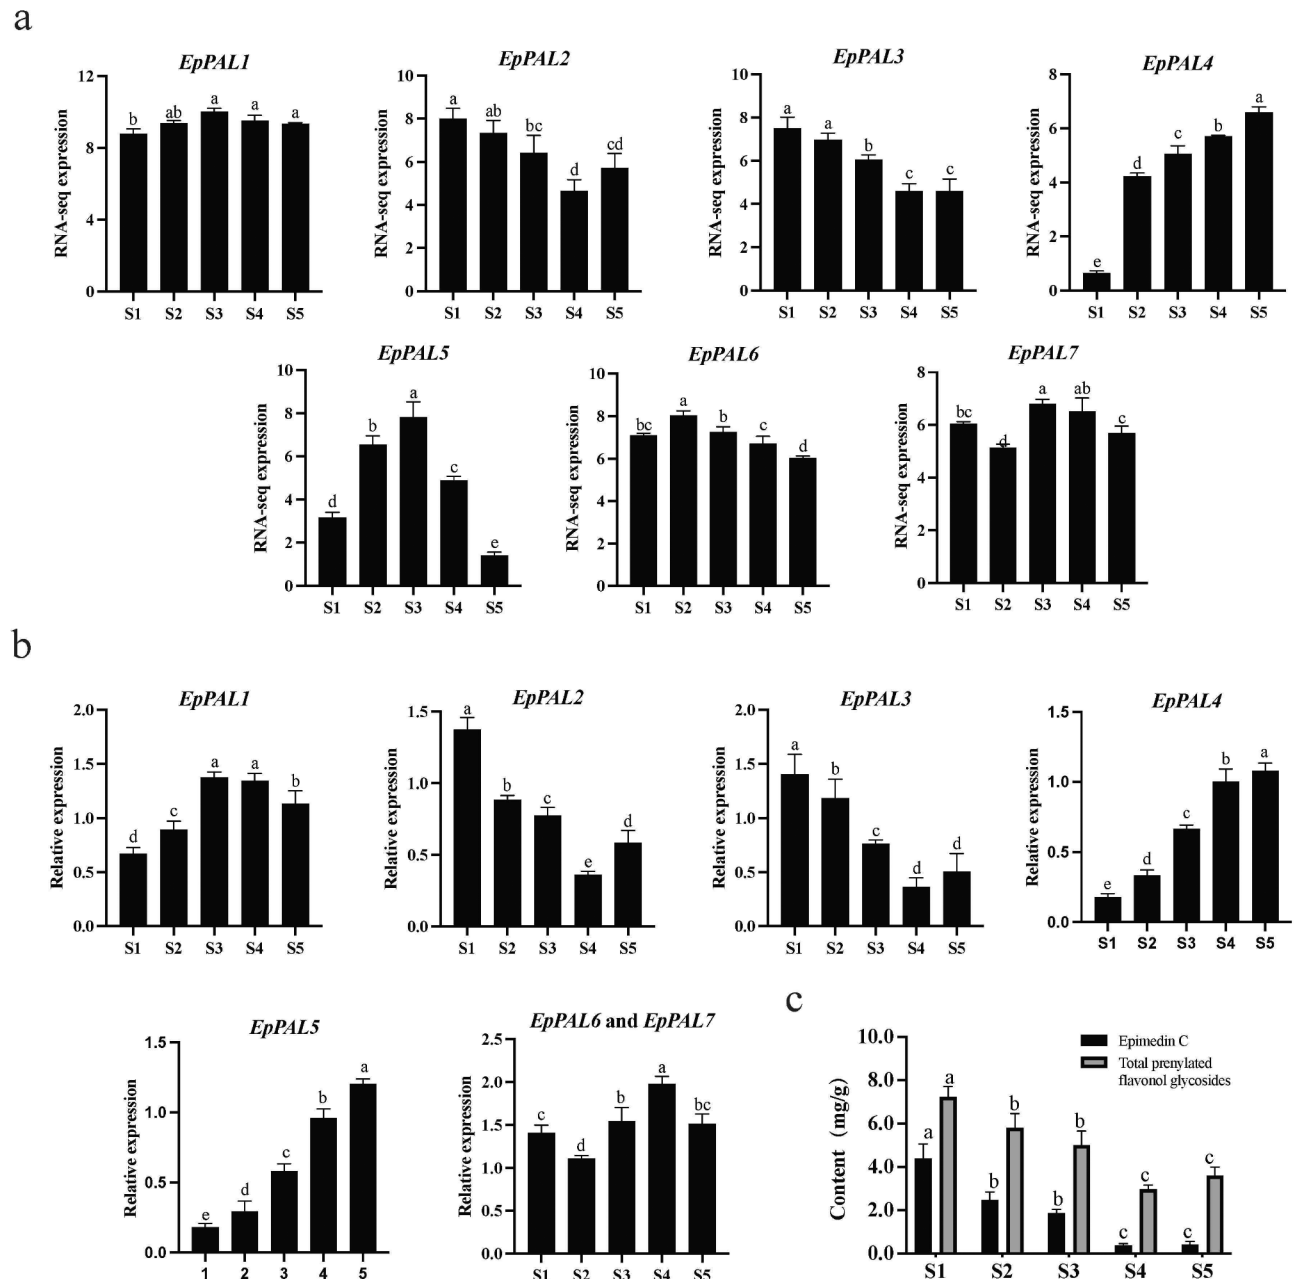 a
EpPAL1
RNA-seq expression
12
8
4
0
b ab a a a
S1 S2 S3 S4 S5
EpPAL2
RNA-seq expression
10
8
6
4
2
0
a ab bc d cd
S1 S2 S3 S4 S5
EpPAL3
RNA-seq expression
10
8
6
4
2
0
a a b c c
S1 S2 S3 S4 S5
EpPAL4
RNA-seq expression
8
6
4
2
0
e d c b a
S1 S2 S3 S4 S5
EpPAL5
RNA-seq expression
10
8
6
4
2
0
d b a c e
S1 S2 S3 S4 S5
EpPAL6
RNA-seq expression
10
8
6
4
2
0
bc a b c d
S1 S2 S3 S4 S5
EpPAL7
RNA-seq expression
8
6
4
2
0
bc d a ab c
S1 S2 S3 S4 S5
b
EpPAL1
Relative expression
2.0
1.5
1.0
0.5
0.0
d c a a b
S1 S2 S3 S4 S5
EpPAL2
Relative expression
1.5
1.0
0.5
0.0
a b c e d
S1 S2 S3 S4 S5
EpPAL3
Relative expression
2.0
1.5
1.0
0.5
0.0
a b c d d
S1 S2 S3 S4 S5
EpPAL4
Relative expression
1.5
1.0
0.5
0.0
e d c b a
S1 S2 S3 S4 S5
EpPAL5
Relative expression
1.5
1.0
0.5
0.0
e d c b a
1 2 3 4 5
EpPAL6 and EpPAL7
Relative expression
2.5
2.0
1.5
1.0
0.5
0.0
c d b a bc
S1 S2 S3 S4 S5
c
Content (mg/g)
10.0
8.0
6.0
4.0
2.0
0.0
Epimedin C
Total prenylated
flavonol glycosides
a a b b b b c c c c
S1 S2 S3 S4 S5